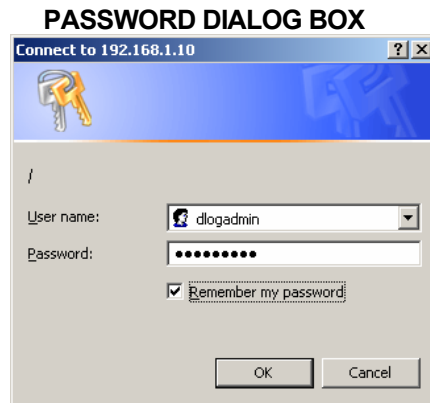 PASSWORD DIALOG BOX
Connect to 192.168.1.10
/
User name: dlogadmin
Password: •••••••••
Remember my password
OK Cancel